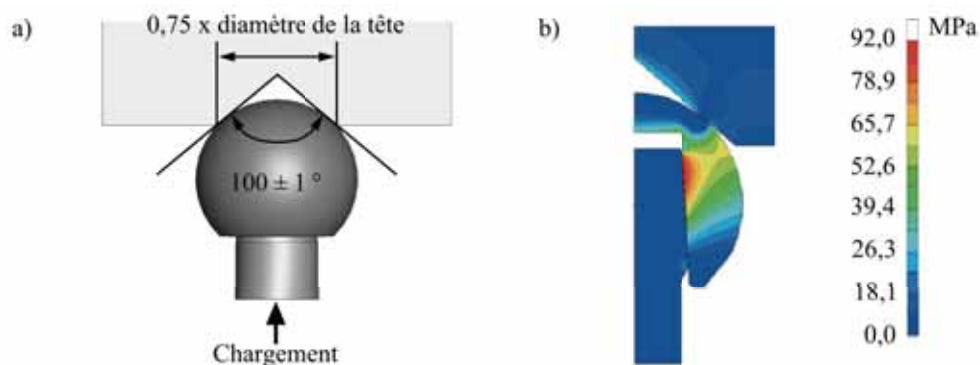 a)
0,75 x diamètre de la tête
100 ± 1 °
Chargement
b)
MPa
92,0
78,9
65,7
52,6
39,4
26,3
18,1
0,0